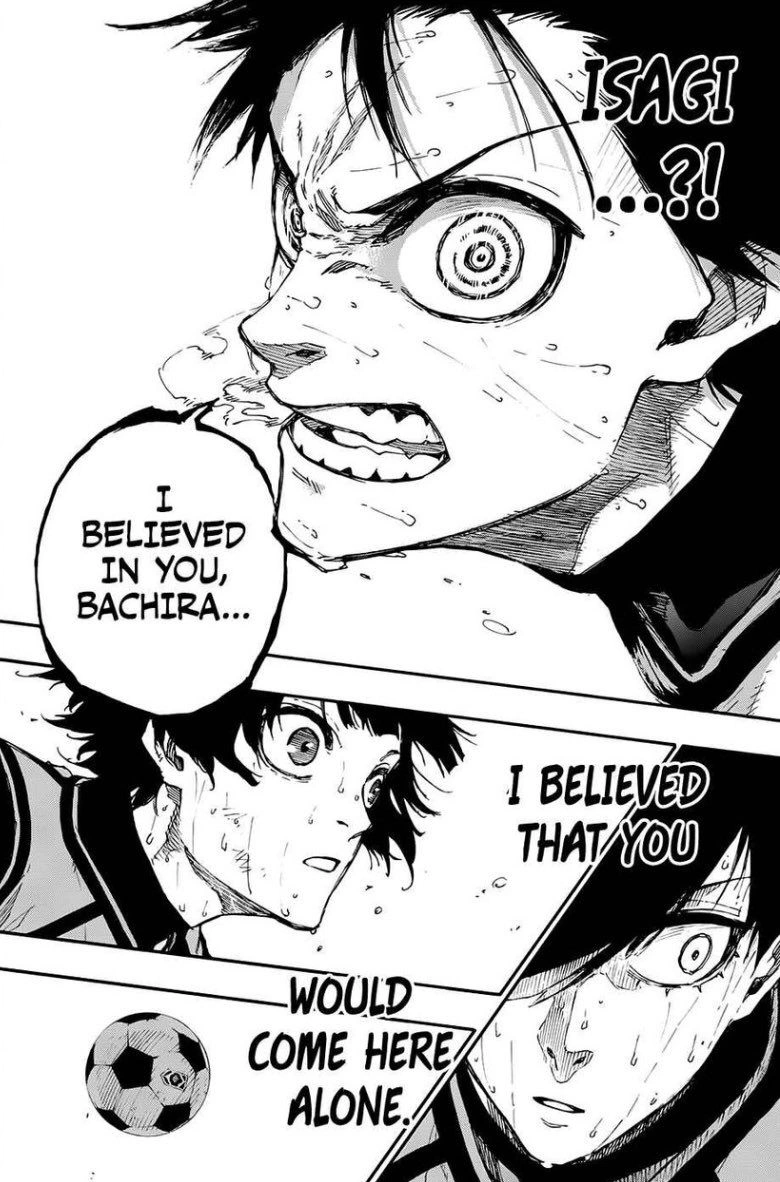 ISAGI
...?!
I
BELIEVED
IN YOU,
BACHIRA...
I BELIEVED
THAT YOU
WOULD
COME HERE
ALONE.